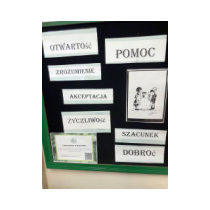 OTWARTOŚĆ
POMOC
ZROZUMIENIE
AKCEPTACJA
ŻYCZLIWOŚĆ
SZACUNEK
DOBROĆ